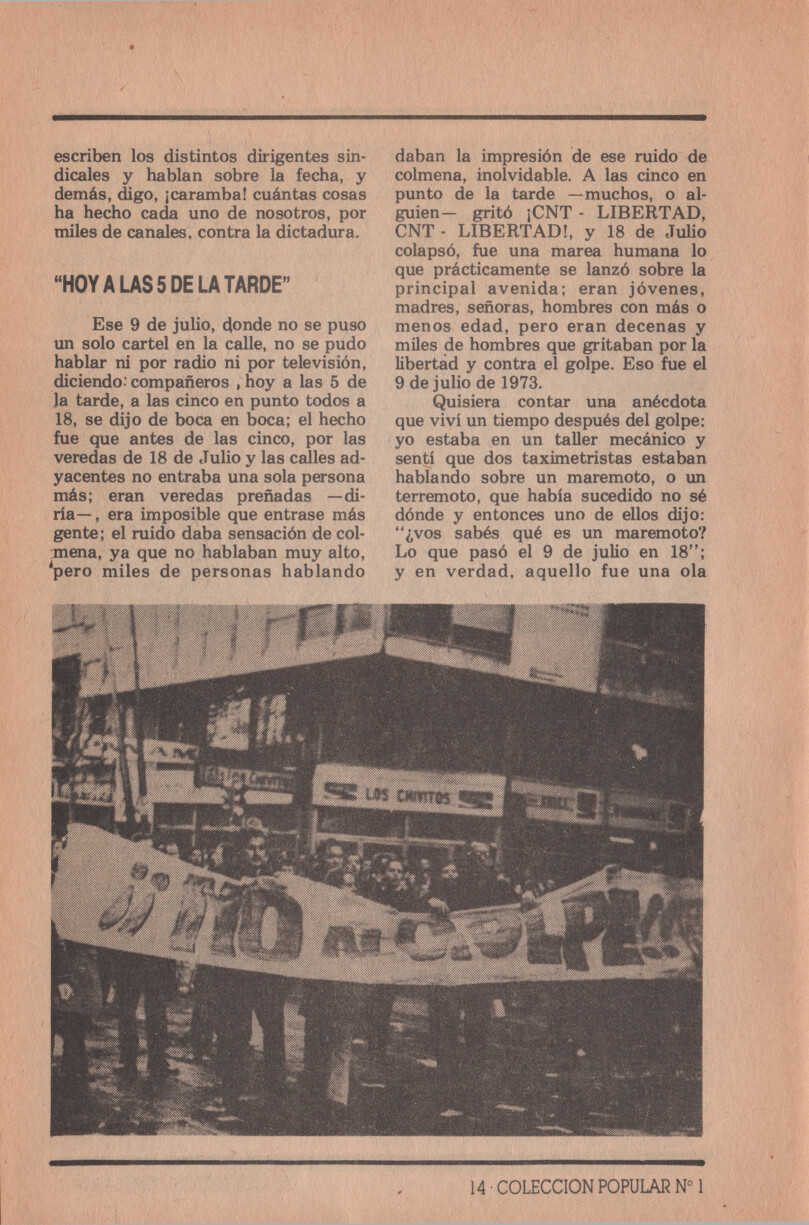 escriben los distintos dirigentes sin-
dicales y hablan sobre la fecha, y
demás, digo, ¡caramba! cuántas cosas
ha hecho cada uno de nosotros, por
miles de canales, contra la dictadura.
“HOY A LAS 5 DE LA TARDE”
Ese 9 de julio, donde no se puso
un solo cartel en la calle, no se pudo
hablar ni por radio ni por televisión,
diciendo: compañeros , hoy a las 5 de
la tarde, a las cinco en punto todos a
18, se dijo de boca en boca; el hecho
fue que antes de las cinco, por las
veredas de 18 de Julio y las calles ad-
yacentes no entraba una sola persona
más; eran veredas preñadas —di-
ría—, era imposible que entrase más
gente; el ruido daba sensación de col-
mena, ya que no hablaban muy alto,
pero miles de personas hablando
daban la impresión de ese ruido de
colmena, inolvidable. A las cinco en
punto de la tarde —muchos, o al-
guien— gritó ¡CNT - LIBERTAD,
CNT - LIBERTAD!, y 18 de Julio
colapsó, fue una marea humana lo
que prácticamente se lanzó sobre la
principal avenida; eran jóvenes,
madres, señoras, hombres con más o
menos edad, pero eran decenas y
miles de hombres que gritaban por la
libertad y contra el golpe. Eso fue el
9 de julio de 1973.
Quisiera contar una anécdota
que viví un tiempo después del golpe:
yo estaba en un taller mecánico y
sentí que dos taximetristas estaban
hablando sobre un maremoto, o un
terremoto, que había sucedido no sé
dónde y entonces uno de ellos dijo:
“¿vos sabés qué es un maremoto?
Lo que pasó el 9 de julio en 18”;
y en verdad, aquello fue una ola
LOS CHIVITOS
GOLPE
14 · COLECCION POPULAR N° 1